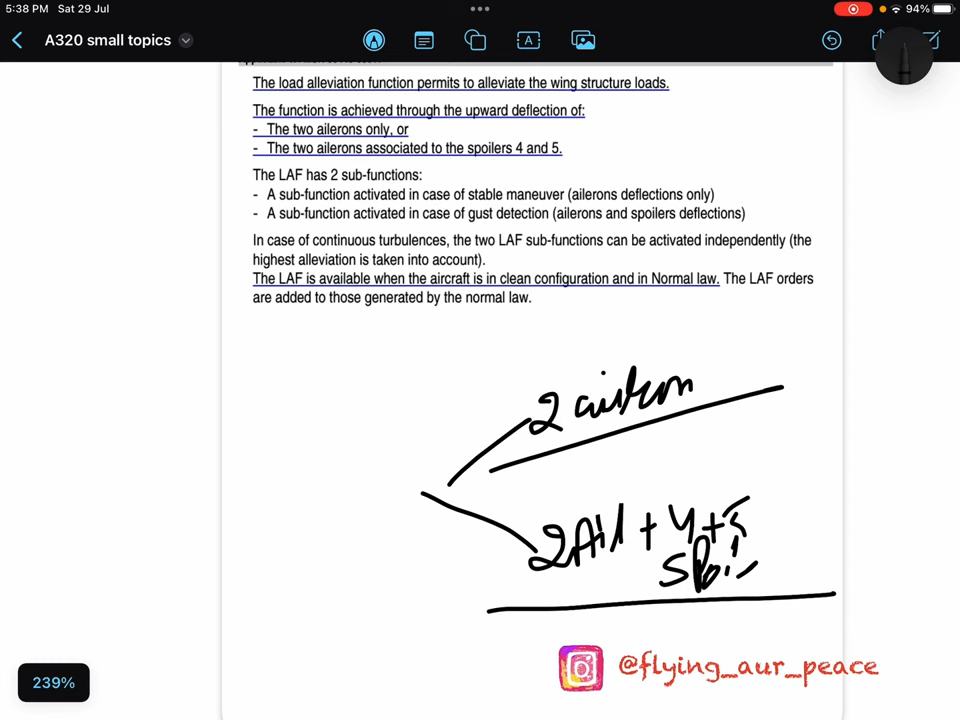 5:38 PM Sat 29 Jul
94%
A320 small topics
The load alleviation function permits to alleviate the wing structure loads.
The function is achieved through the upward deflection of:
- The two ailerons only, or
- The two ailerons associated to the spoilers 4 and 5.
The LAF has 2 sub-functions:
- A sub-function activated in case of stable maneuver (ailerons deflections only)
- A sub-function activated in case of gust detection (ailerons and spoilers deflections)
In case of continuous turbulences, the two LAF sub-functions can be activated independently (the
highest alleviation is taken into account).
The LAF is available when the aircraft is in clean configuration and in Normal law. The LAF orders
are added to those generated by the normal law.
2
2 Ail + 4 + 5
239%
@flying_aur_peace